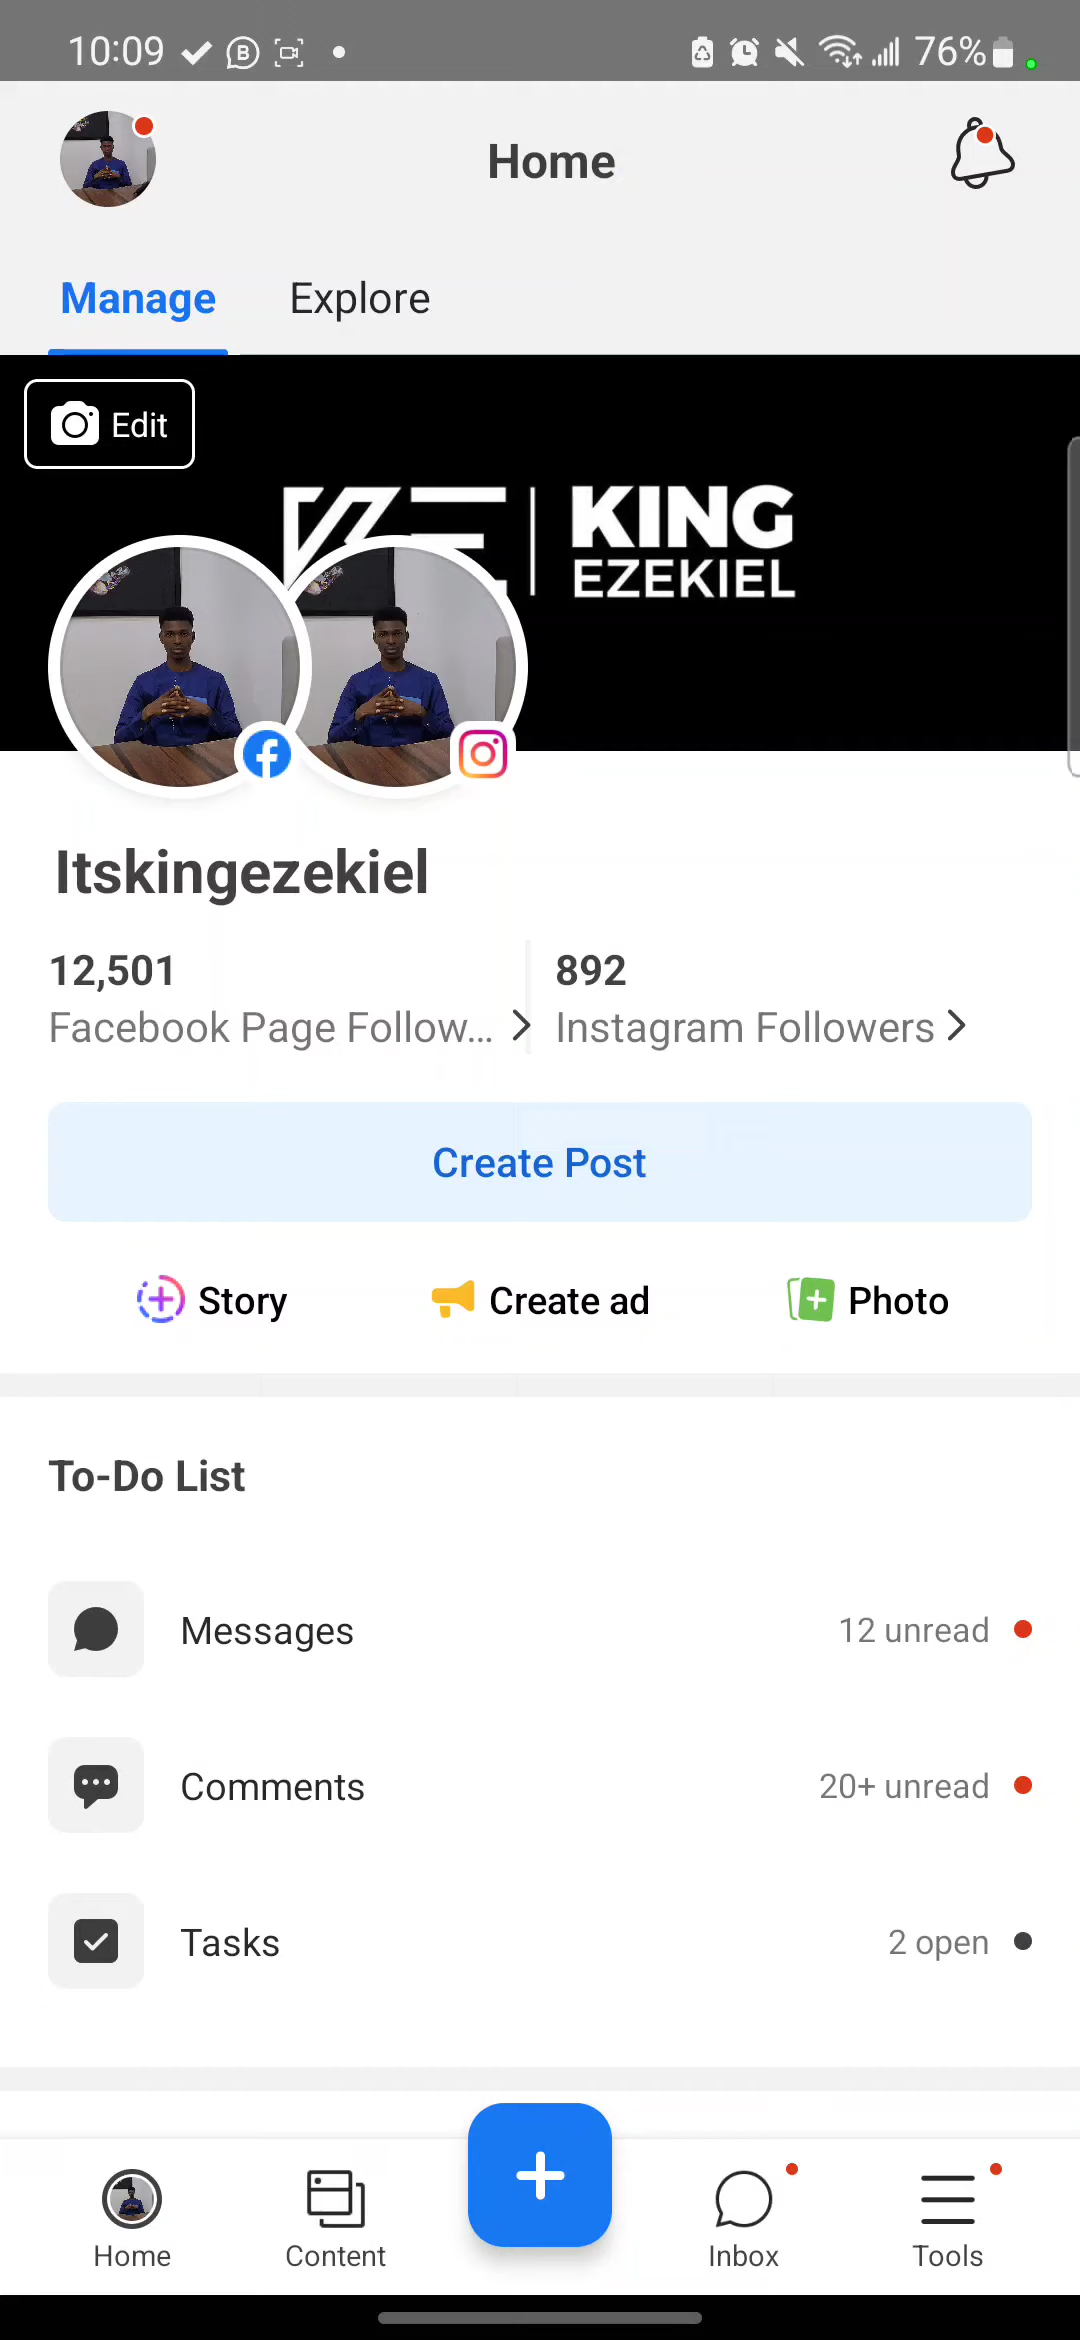 10:09
76%
Home
Manage
Explore
Edit
KING
EZEKIEL
Itskingezekiel
12,501
Facebook Page Follow...
892
Instagram Followers
Create Post
Story
Create ad
Photo
To-Do List
Messages
12 unread
Comments
20+ unread
Tasks
2 open
Home
Content
Inbox
Tools